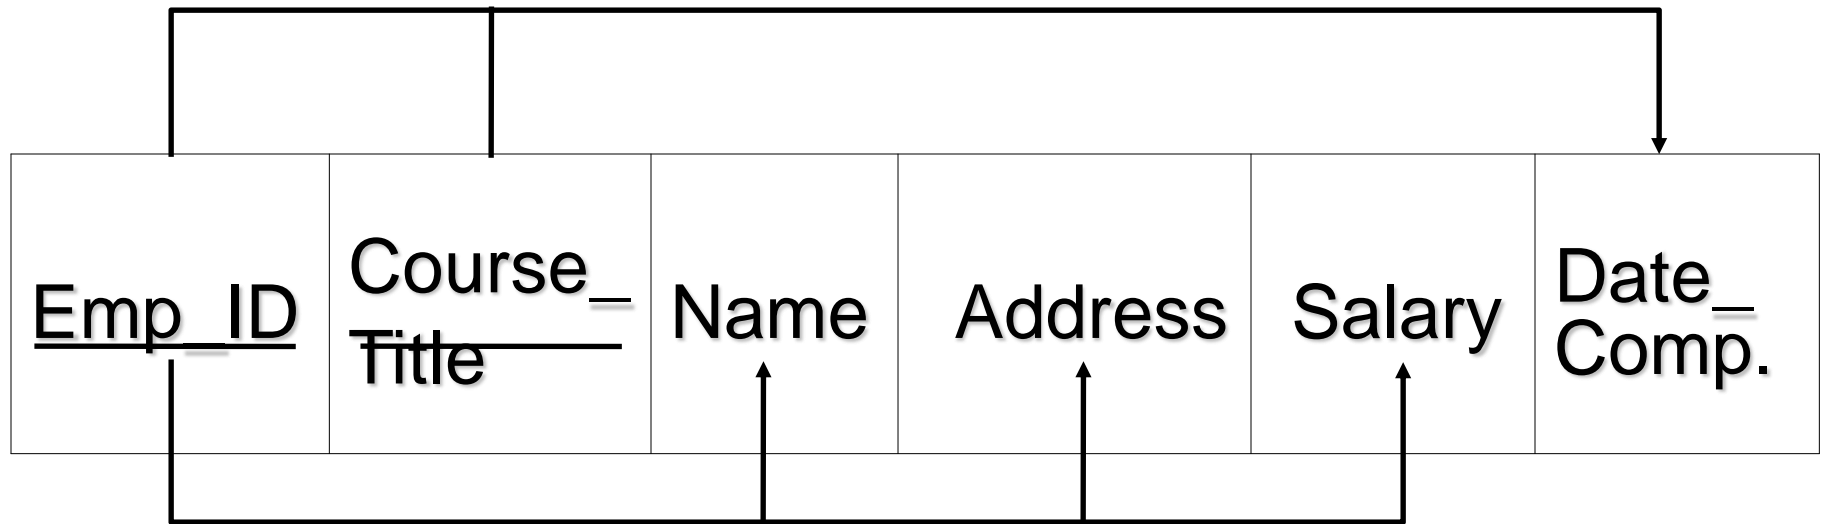 Emp_ID
Course_
Title
Name
Address
Salary
Date_
Comp.